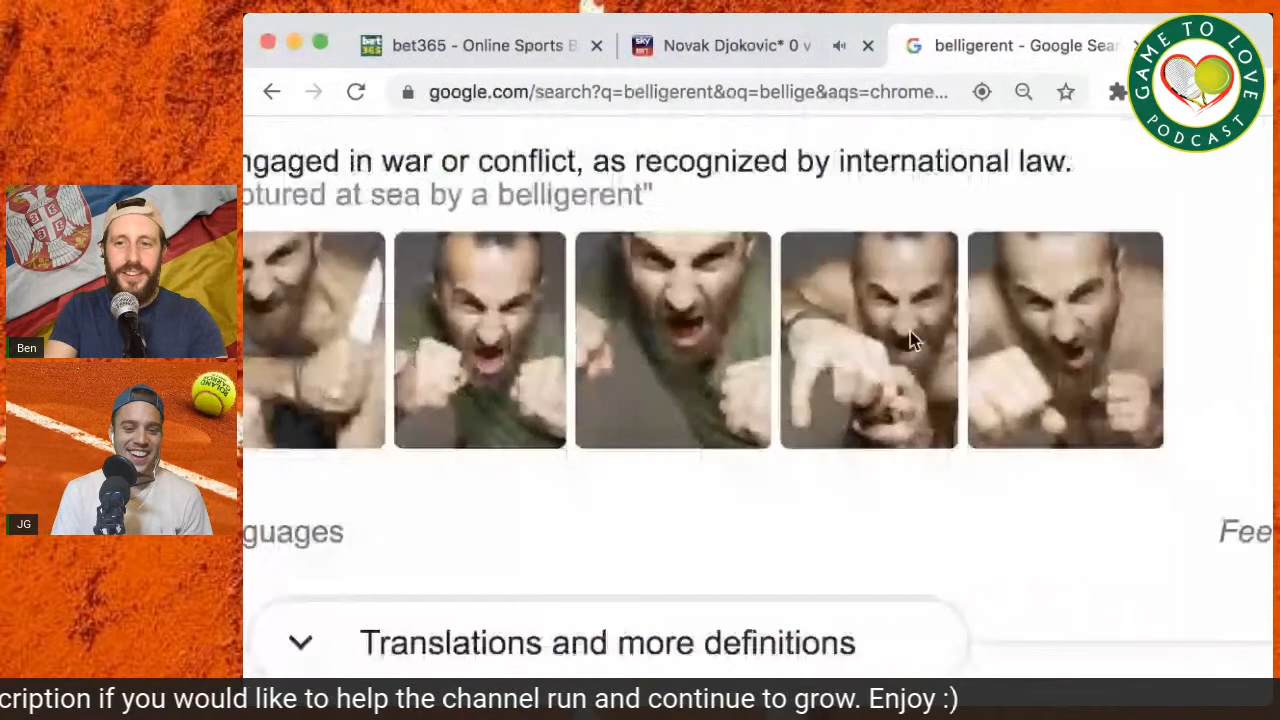 bet365 - Online Sports B
Novak Djokovic* 0 v
belligerent - Google Sear
google.com/search?q=belligerent&oq=bellige&aqs=chrome...
GAME TO LOVE
PODCAST
ngaged in war or conflict, as recognized by international law.
ptured at sea by a belligerent"
Ben
JG
guages
Fee
Translations and more definitions
cription if you would like to help the channel run and continue to grow. Enjoy :)